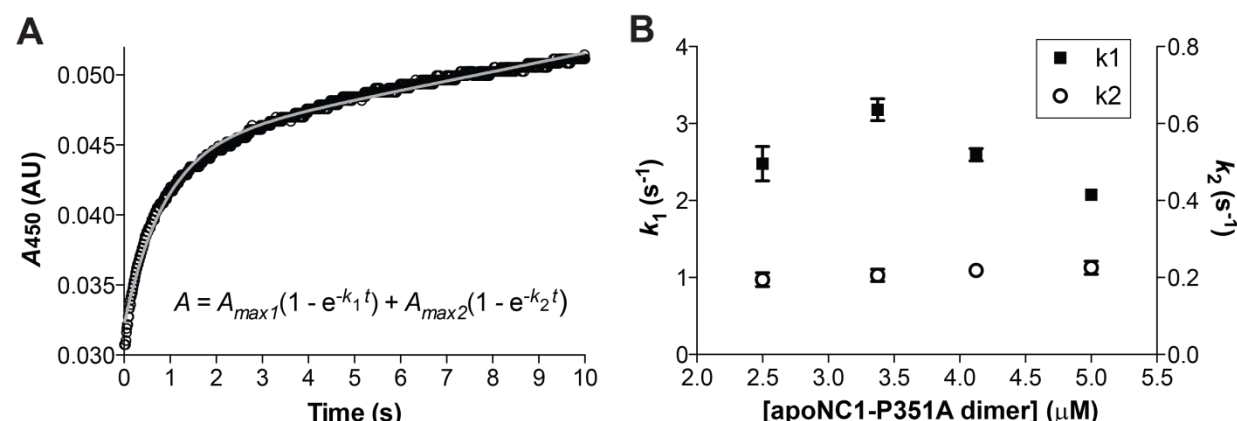 A
0.050
0.045
0.040
0.035
0.030
A450 (AU)
A = Amax1(1 - e-k1t) + Amax2(1 - e-k2t)
0 1 2 3 4 5 6 7 8 9 10
Time (s)
B
4
3
2
1
0
k1 (s-1)
k1
k2
0.8
0.6
0.4
0.2
0.0
k2 (s-1)
2.0 2.5 3.0 3.5 4.0 4.5 5.0 5.5
[apoNC1-P351A dimer] (μM)